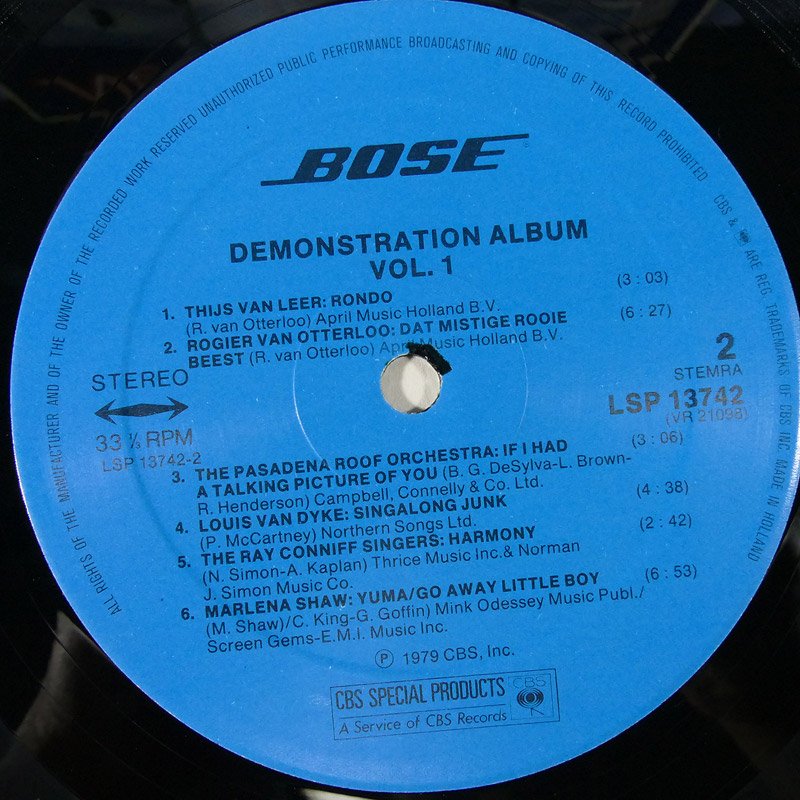 ALL RIGHTS OF THE MANUFACTURER AND OF THE OWNER OF THE RECORDED WORK RESERVED UNAUTHORIZED PUBLIC PERFORMANCE BROADCASTING AND COPYING OF THIS RECORD PROHIBITED
CBS & ARE REG. TRADEMARKS OF CBS INC. MADE IN HOLLAND
BOSE®
DEMONSTRATION ALBUM
VOL. 1
1. THIJS VAN LEER: RONDO (3 : 03)
(R. van Otterloo) April Music Holland B.V.
2. ROGIER VAN OTTERLOO: DAT MISTIGE ROOIE (6 : 27)
BEEST (R. van Otterloo) April Music Holland B.V.
STEREO
33 ⅓ RPM
LSP 13742-2
2
STEMRA
LSP 13742
(VR 21098)
3. THE PASADENA ROOF ORCHESTRA: IF I HAD (3 : 06)
A TALKING PICTURE OF YOU (B. G. DeSylva-L. Brown-
R. Henderson) Campbell, Connelly & Co. Ltd.
4. LOUIS VAN DYKE: SINGALONG JUNK (4 : 38)
(P. McCartney) Northern Songs Ltd.
5. THE RAY CONNIFF SINGERS: HARMONY (2 : 42)
(N. Simon-A. Kaplan) Thrice Music Inc.& Norman
J. Simon Music Co.
6. MARLENA SHAW: YUMA/GO AWAY LITTLE BOY (6 : 53)
(M. Shaw)/C. King-G. Goffin) Mink Odessey Music Publ./
Screen Gems-E.M.i. Music Inc.
Ⓟ 1979 CBS, Inc.
CBS SPECIAL PRODUCTS
A Service of CBS Records
CBS